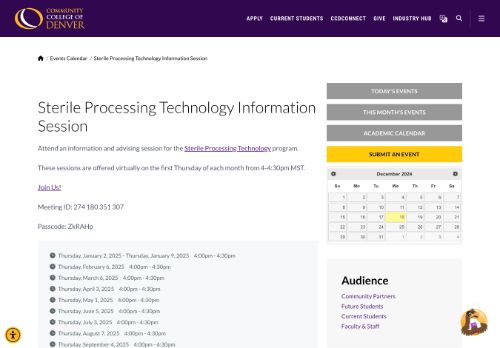 COMMUNITY
COLLEGE OF
DENVER
APPLY CURRENT STUDENTS CCDCONNECT GIVE INDUSTRY HUB
/ Events Calendar / Sterile Processing Technology Information Session
Sterile Processing Technology Information
Session
Attend an information and advising session for the Sterile Processing Technology program.
These sessions are offered virtually on the first Thursday of each month from 4-4:30pm MST.
Join Us!
Meeting ID: 274 180 351 307
Passcode: ZkRAHp
Thursday, January 2, 2025 - Thursday, January 9, 2025 4:00pm - 4:30pm
Thursday, February 6, 2025 4:00pm - 4:30pm
Thursday, March 6, 2025 4:00pm - 4:30pm
Thursday, April 3, 2025 4:00pm - 4:30pm
Thursday, May 1, 2025 4:00pm - 4:30pm
Thursday, June 5, 2025 4:00pm - 4:30pm
Thursday, July 3, 2025 4:00pm - 4:30pm
Thursday, August 7, 2025 4:00pm - 4:30pm
Thursday, September 4, 2025 4:00pm - 4:30pm
TODAY'S EVENTS
THIS MONTH'S EVENTS
ACADEMIC CALENDAR
SUBMIT AN EVENT
December 2024
Su Mo Tu We Th Fr Sa
1 2 3 4 5 6 7
8 9 10 11 12 13 14
15 16 17 18 19 20 21
22 23 24 25 26 27 28
29 30 31 1 2 3 4
Audience
Community Partners
Future Students
Current Students
Faculty & Staff